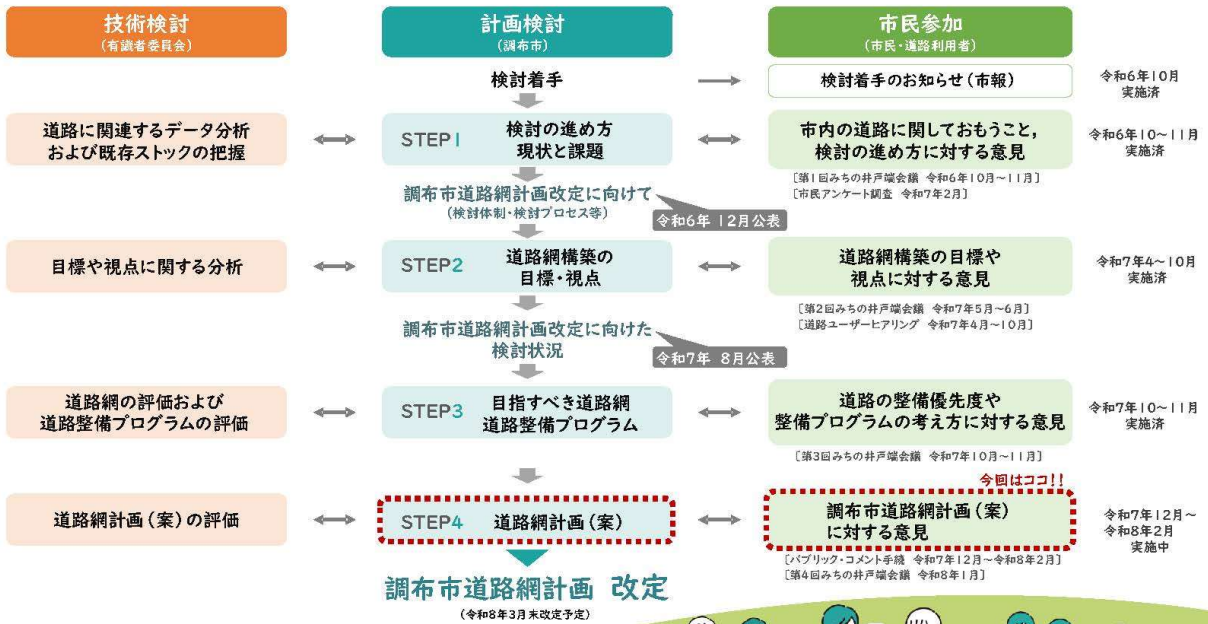 技術検討
(有識者委員会)
計画検討
(調布市)
市民参加
(市民・道路利用者)
検討着手
検討着手のお知らせ(市報)
令和6年10月
実施済
道路に関連するデータ分析
および既存ストックの把握
STEP1
検討の進め方
現状と課題
市内の道路に関しておもうこと,
検討の進め方に対する意見
令和6年10~11月
実施済
[第1回みちの井戸端会議 令和6年10月~11月]
[市民アンケート調査 令和7年2月]
調布市道路網計画改定に向けて
(検討体制・検討プロセス等)
令和6年 12月公表
目標や視点に関する分析
STEP2
道路網構築の
目標・視点
道路網構築の目標や
視点に対する意見
令和7年4~10月
実施済
[第2回みちの井戸端会議 令和7年5月~6月]
[道路ユーザーヒアリング 令和7年4月~10月]
調布市道路網計画改定に向けた
検討状況
令和7年 8月公表
道路網の評価および
道路整備プログラムの評価
STEP3
目指すべき道路網
道路整備プログラム
道路の整備優先度や
整備プログラムの考え方に対する意見
令和7年10~11月
実施済
[第3回みちの井戸端会議 令和7年10月~11月]
今回はココ!!
道路網計画(案)の評価
STEP4
道路網計画(案)
調布市道路網計画(案)
に対する意見
令和7年12月~
令和8年2月
実施中
[パブリック・コメント手続 令和7年12月~令和8年2月]
[第4回みちの井戸端会議 令和8年1月]
調布市道路網計画 改定
(令和8年3月末改定予定)